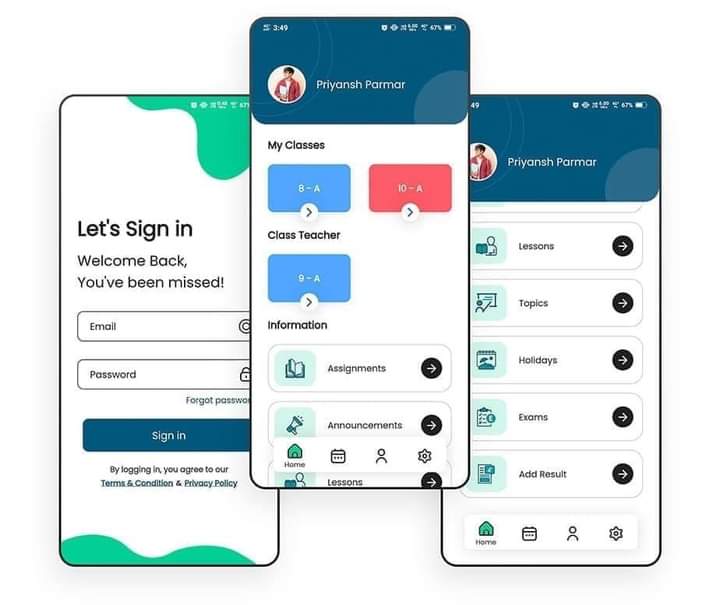 Let's Sign in
Welcome Back,
You've been missed!
Email
Password
Forgot
Sign in
By logging in, you agree to our
Terms & Condition & Privacy Policy
3:49
67%
Priyansh Parmar
My Classes
8 - A
10 - A
Class Teacher
9 - A
Information
Assignments
Announcements
Lessons
Home
49
67%
Priyansh Parmar
Lessons
Topics
Holidays
Exams
Add Result
Home